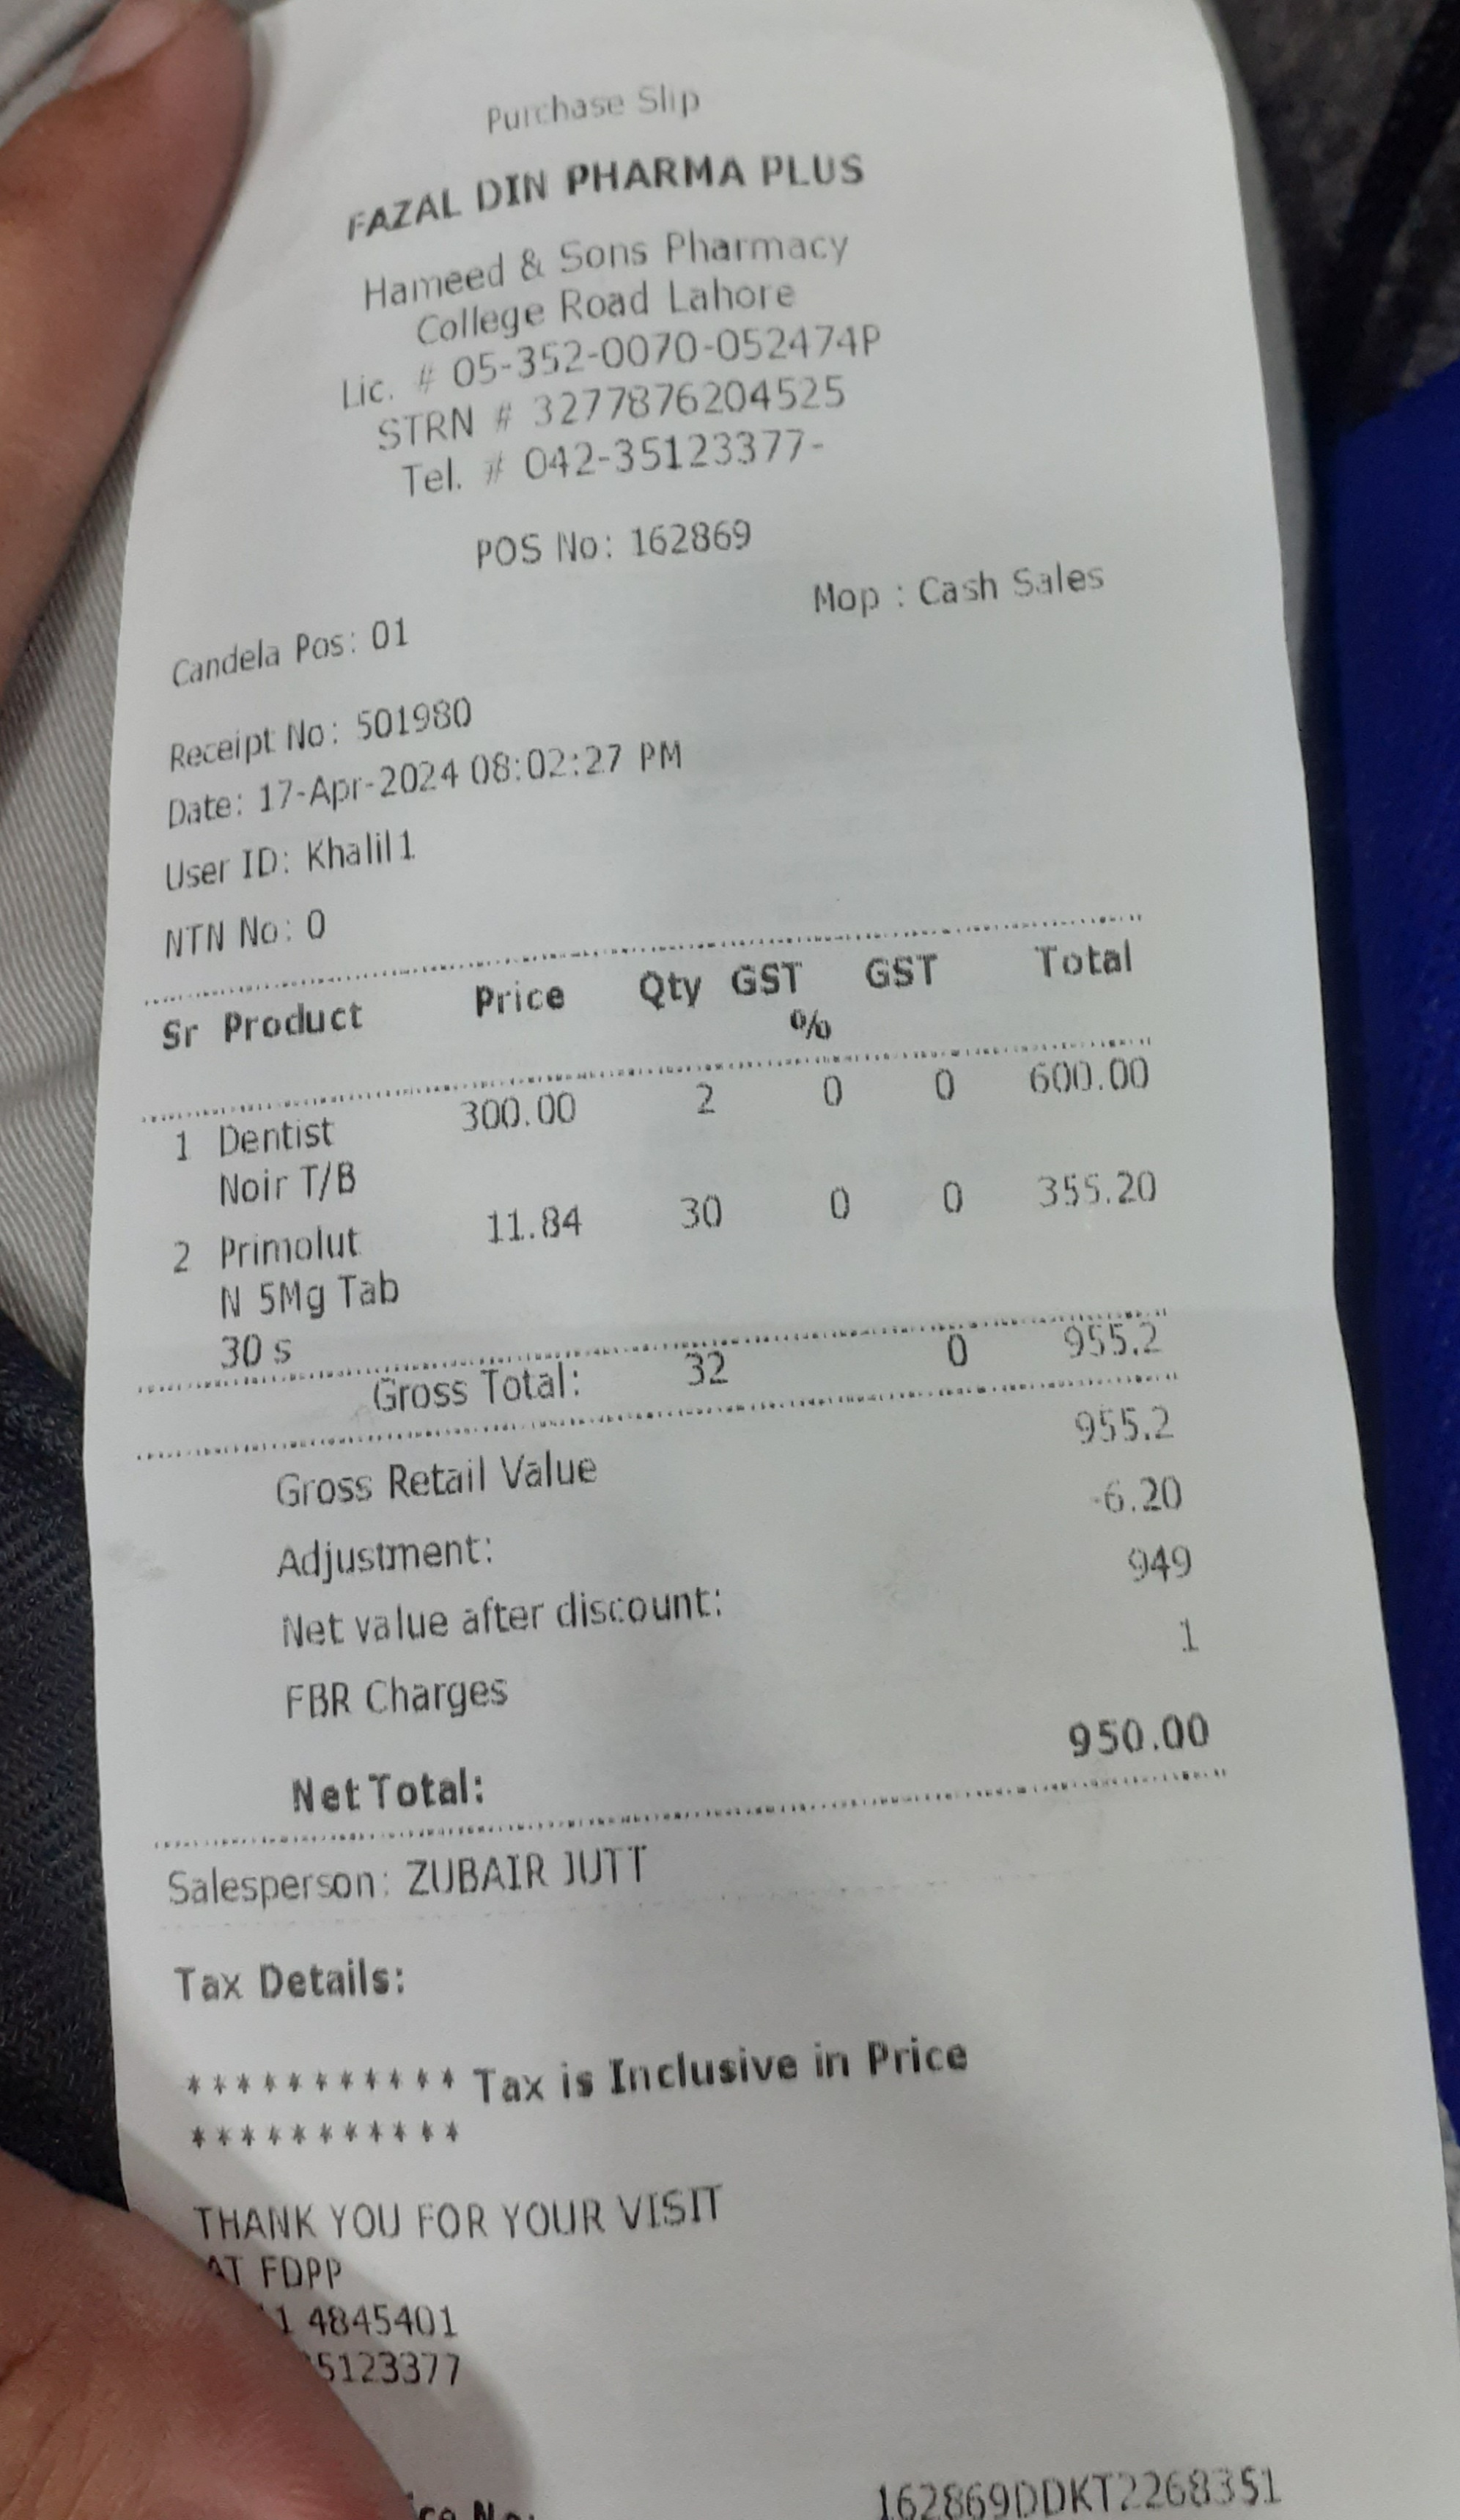 Purchase Slip
FAZAL DIN PHARMA PLUS
Hameed & Sons Pharmacy
College Road Lahore
Lic. # 05-352-0070-052474P
STRN # 3277876204525
Tel. # 042-35123377-
POS No: 162869
Mop : Cash Sales
Candela Pos: 01
Receipt No: 501980
Date: 17-Apr-2024 08:02:27 PM
User ID: Khalil1
NTN No: 0
Sr Product Price Qty GST % GST Total
1 Dentist 300.00 2 0 0 600.00
Noir T/B
2 Primolut 11.84 30 0 0 355.20
N 5Mg Tab
30 s
Gross Total: 32 0 955.2
Gross Retail Value 955.2
Adjustment: -6.20
Net value after discount: 949
FBR Charges 1
Net Total: 950.00
Salesperson: ZUBAIR JUTT
Tax Details:
*********** Tax is Inclusive in Price
***********
THANK YOU FOR YOUR VISIT
AT FDPP
1 4845401
5123377
No: 162869DDKT2268351